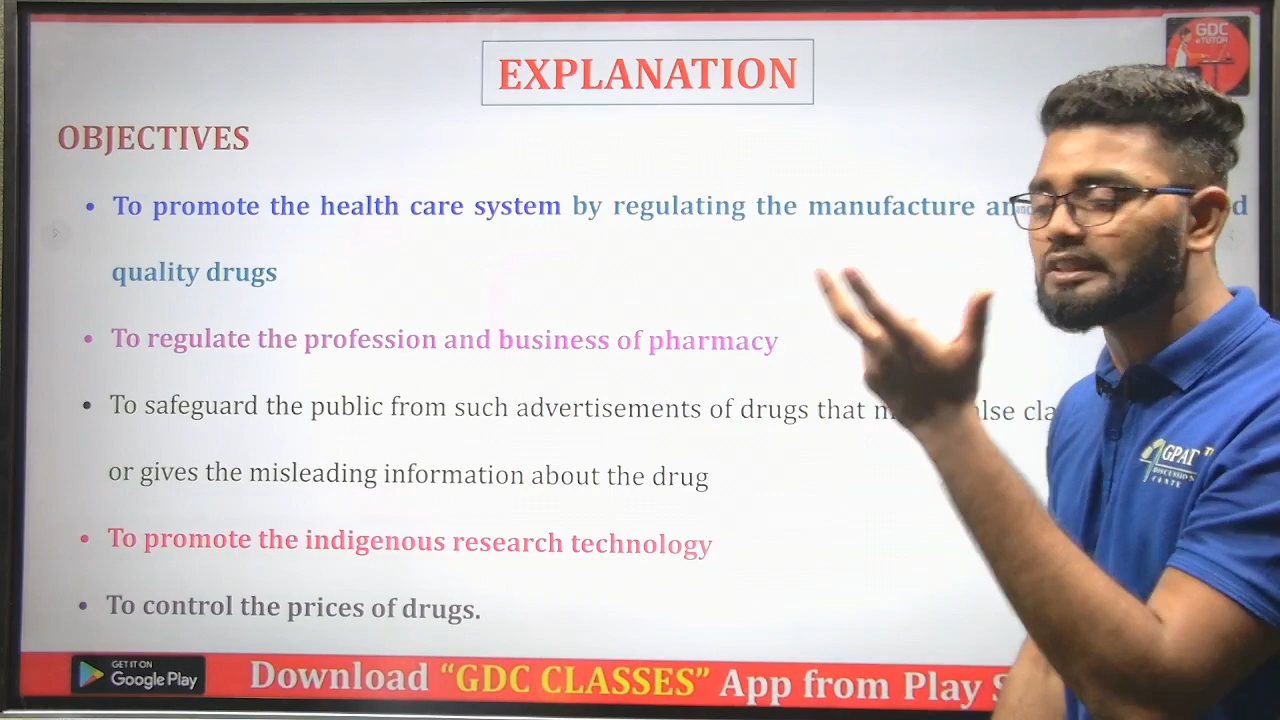 GDC
eTUTOR
EXPLANATION
OBJECTIVES
• To promote the health care system by regulating the manufacture
quality drugs
• To regulate the profession and business of pharmacy
• To safeguard the public from such advertisements of drugs that
or gives the misleading information about the drug
• To promote the indigenous research technology
• To control the prices of drugs.
GPAT
DISCUSSION
CENTE
GET IT ON
Google Play
Download "GDC CLASSES" App from Play S